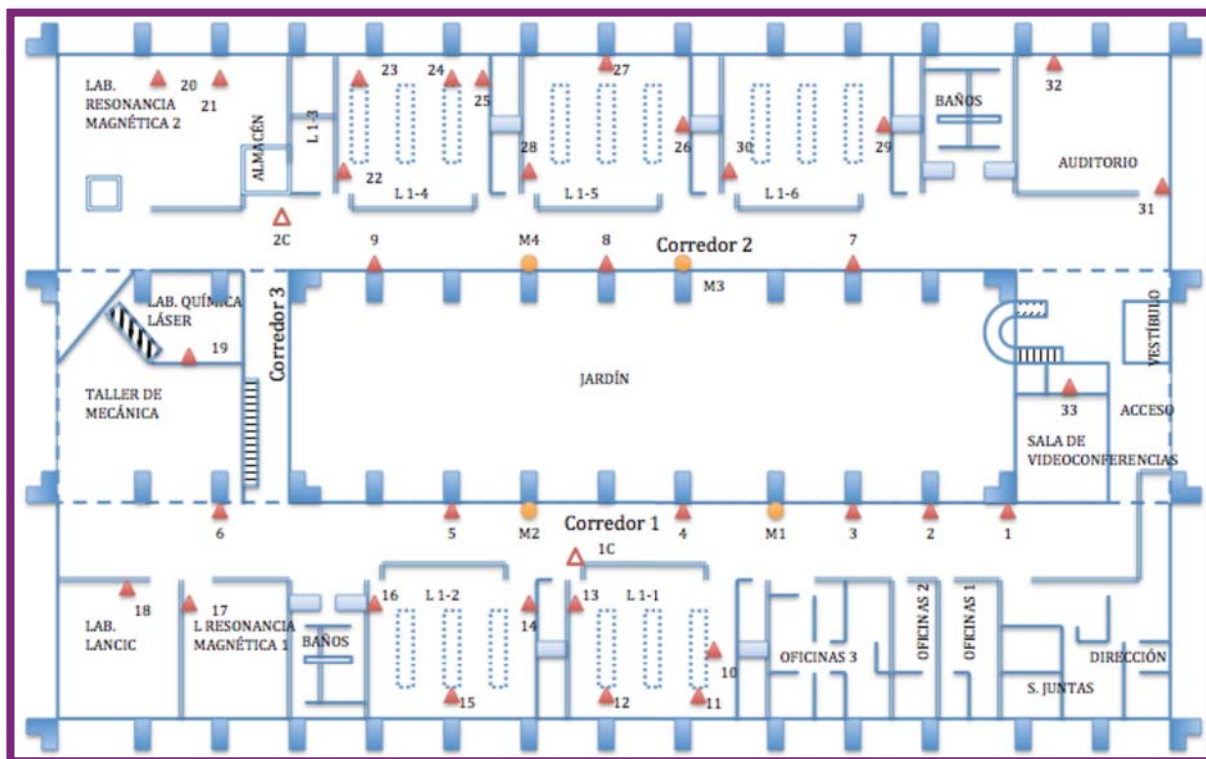 LAB.
RESONANCIA
MAGNÉTICA 2
20
21
ALMACÉN
L 1-3
23
24
25
22
L 1-4
27
28
26
L 1-5
30
29
L 1-6
BAÑOS
32
AUDITORIO
31
2C
9
M4
8
Corredor 2
7
M3
LAB. QUÍMICA
LÁSER
19
Corredor 3
TALLER DE
MECÁNICA
JARDÍN
VESTÍBULO
ACCESO
33
SALA DE
VIDEOCONFERENCIAS
6
5
M2
Corredor 1
4
M1
3
2
1
1C
18
LAB.
LANCIC
17
L RESONANCIA
MAGNÉTICA 1
BAÑOS
16
L 1-2
14
15
13
L 1-1
10
12
11
OFICINAS 3
OFICINAS 2
OFICINAS 1
S. JUNTAS
DIRECCIÓN